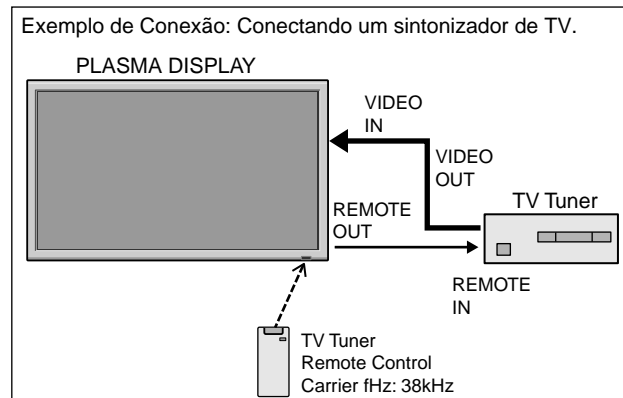 Exemplo de Conexão: Conectando um sintonizador de TV.
PLASMA DISPLAY
VIDEO
IN
VIDEO
OUT
TV Tuner
REMOTE
OUT
REMOTE
IN
TV Tuner
Remote Control
Carrier fHz: 38kHz